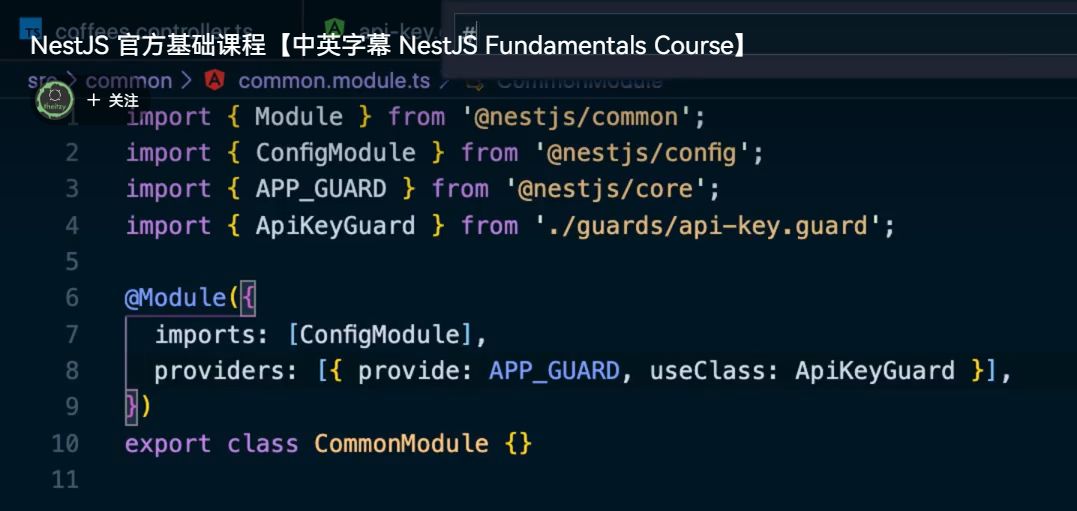 TS coffees.controller.ts api-key. #
NestJS 官方基础课程【中英字幕 NestJS Fundamentals Course】
src > common > common.module.ts > CommonModule
theitzy + 关注
1 import { Module } from '@nestjs/common';
2 import { ConfigModule } from '@nestjs/config';
3 import { APP_GUARD } from '@nestjs/core';
4 import { ApiKeyGuard } from './guards/api-key.guard';
5
6 @Module({
7 imports: [ConfigModule],
8 providers: [{ provide: APP_GUARD, useClass: ApiKeyGuard }],
9 })
10 export class CommonModule {}
11